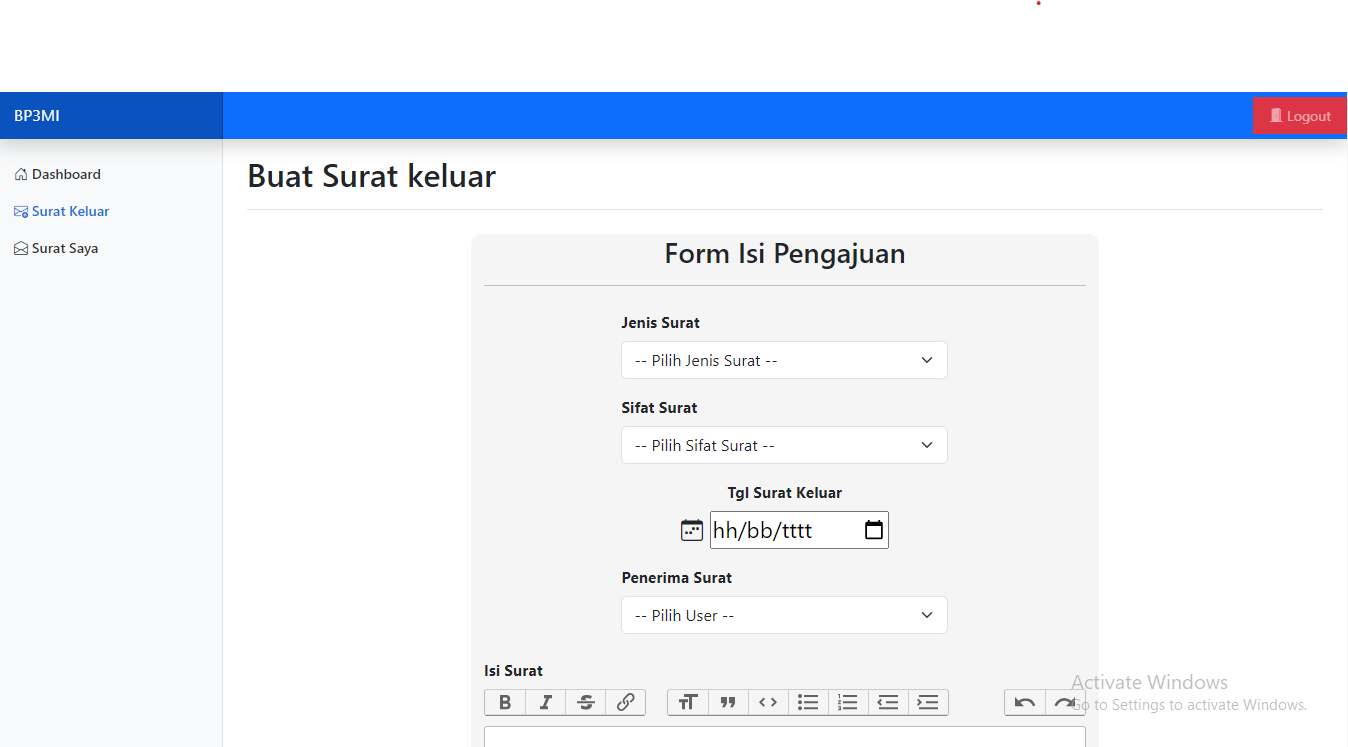 BP3MI
Logout
Dashboard
Surat Keluar
Surat Saya
Buat Surat keluar
Form Isi Pengajuan
Jenis Surat
-- Pilih Jenis Surat --
Sifat Surat
-- Pilih Sifat Surat --
Tgl Surat Keluar
hh/bb/tttt
Penerima Surat
-- Pilih User --
Isi Surat
Activate Windows
Go to Settings to activate Windows.